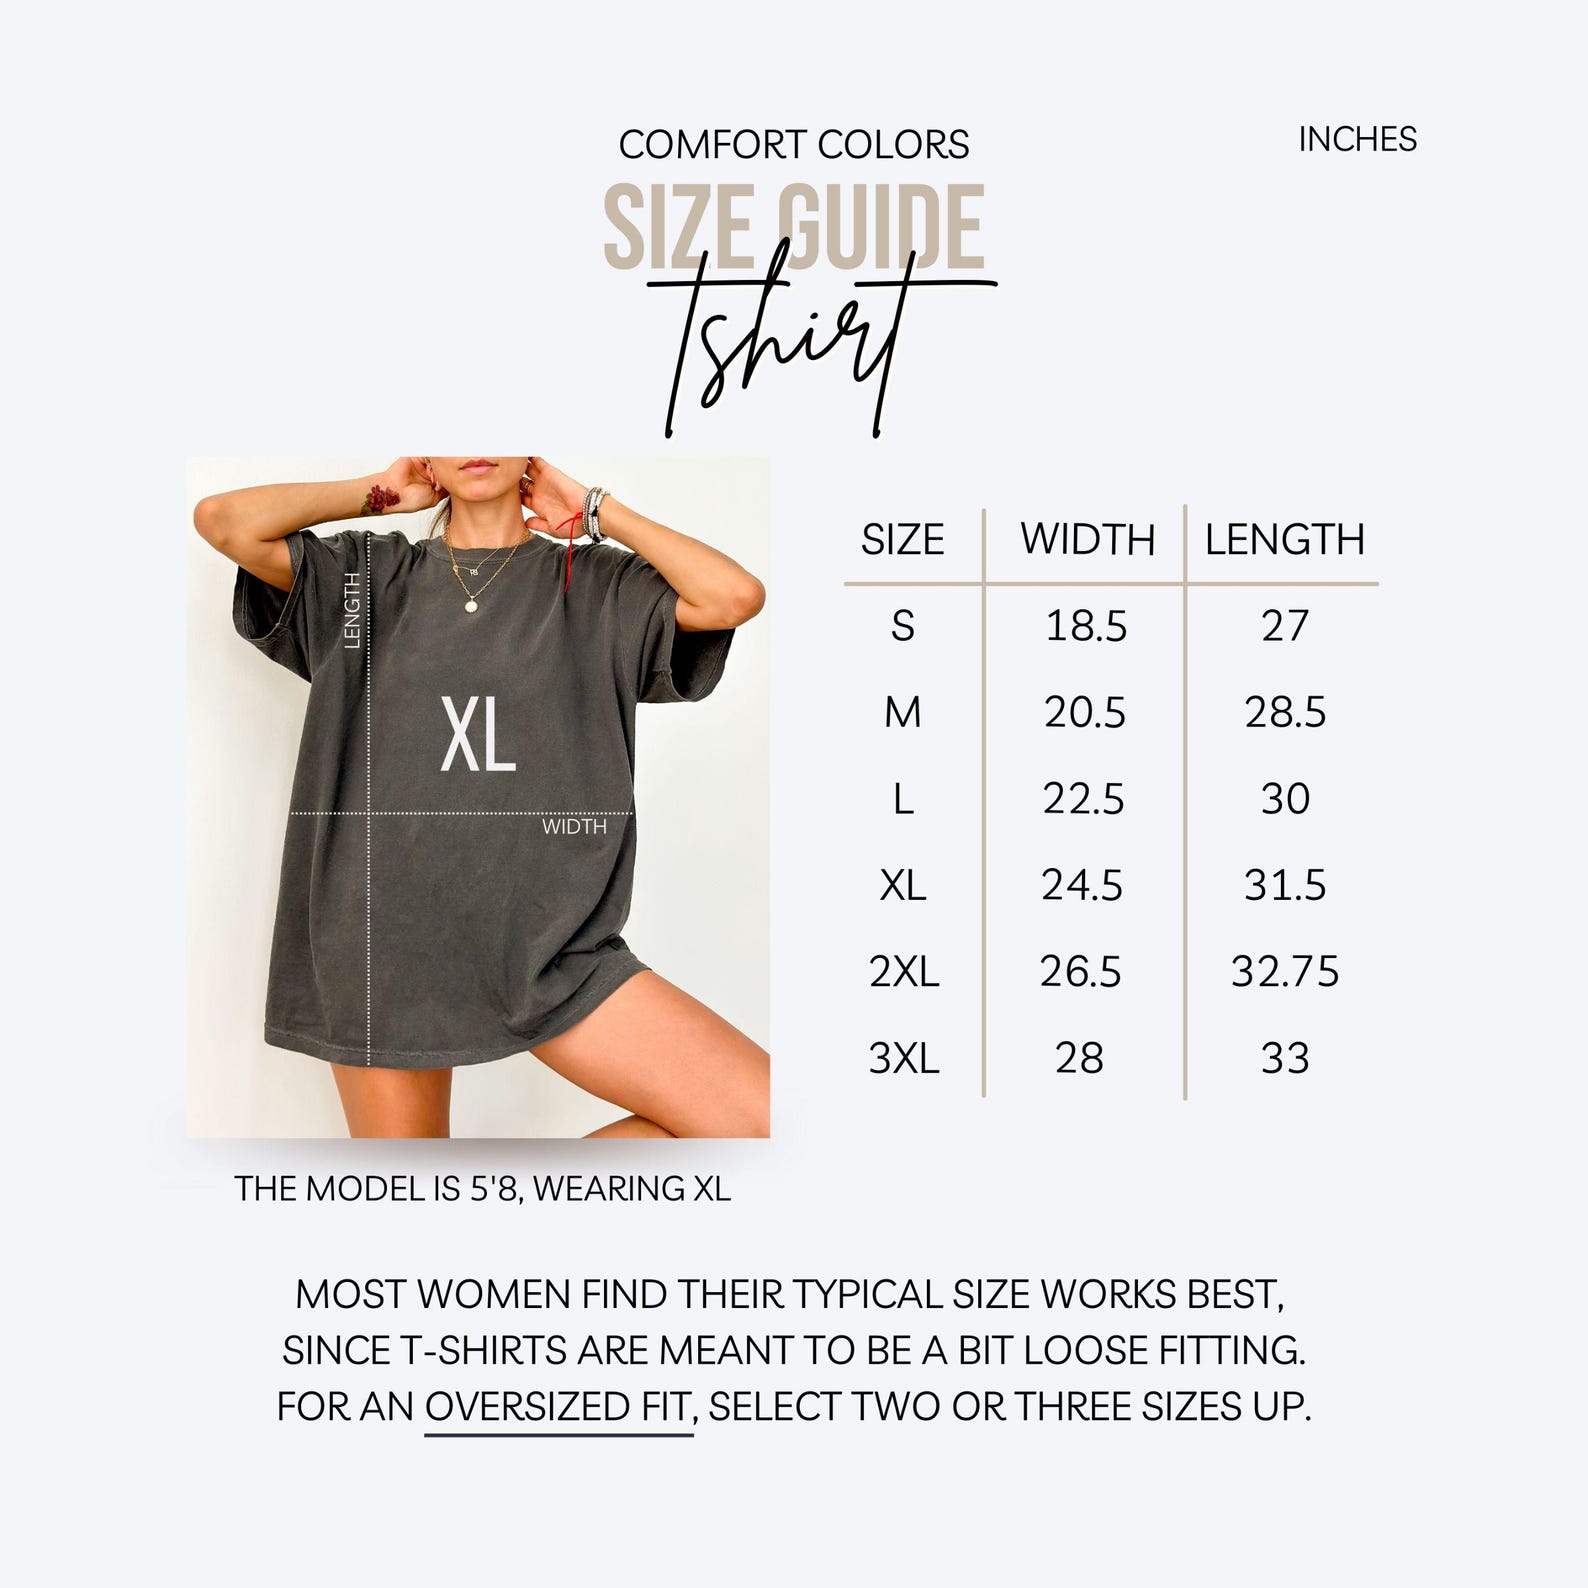 COMFORT COLORS
INCHES
SIZE GUIDE
tshirt
LENGTH
XL
WIDTH
SIZE WIDTH LENGTH
S 18.5 27
M 20.5 28.5
L 22.5 30
XL 24.5 31.5
2XL 26.5 32.75
3XL 28 33
THE MODEL IS 5'8, WEARING XL
MOST WOMEN FIND THEIR TYPICAL SIZE WORKS BEST,
SINCE T-SHIRTS ARE MEANT TO BE A BIT LOOSE FITTING.
FOR AN OVERSIZED FIT, SELECT TWO OR THREE SIZES UP.